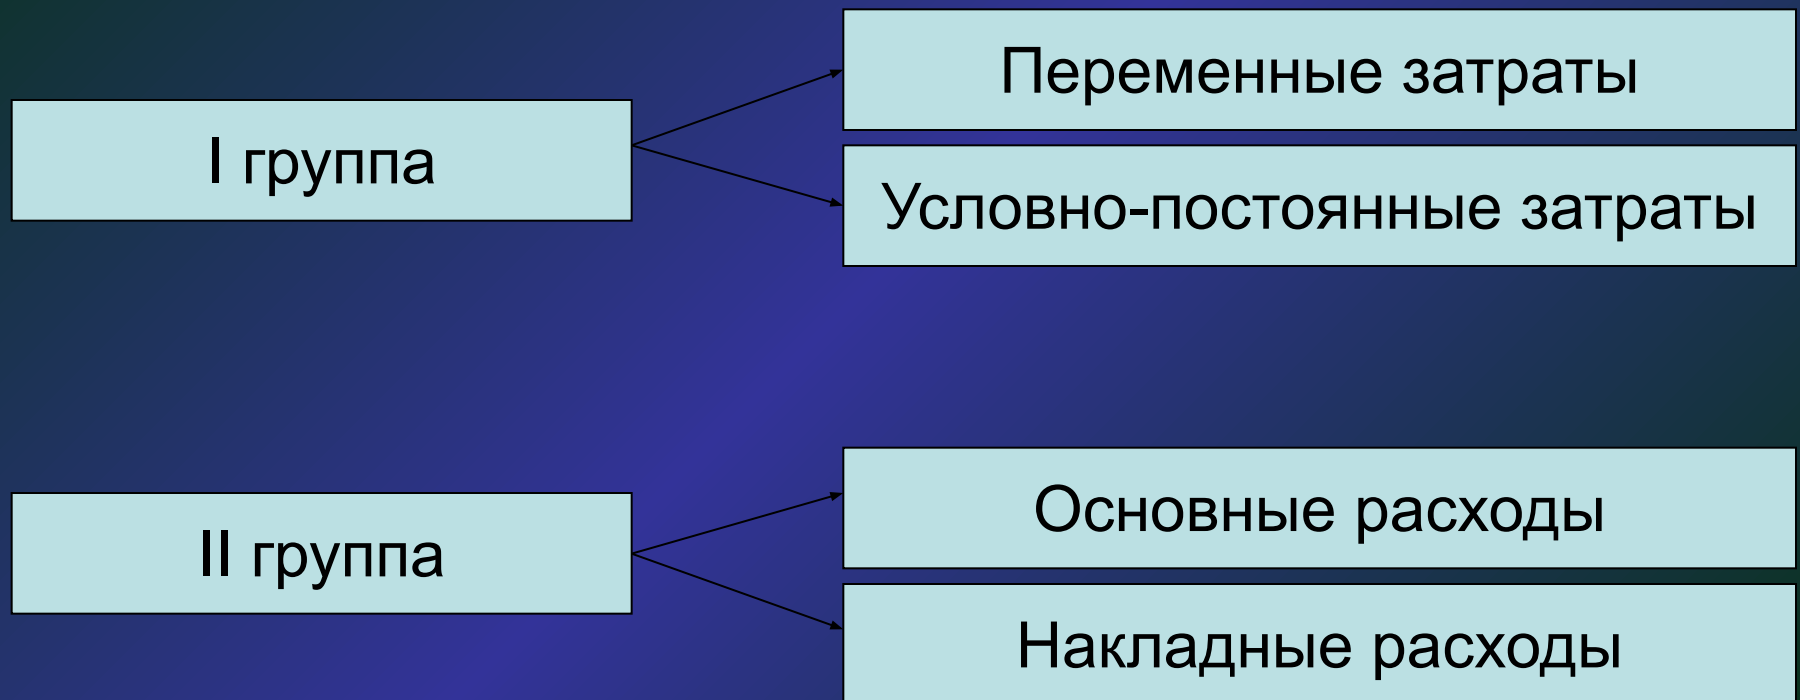 I группа
Переменные затраты
Условно-постоянные затраты
II группа
Основные расходы
Накладные расходы